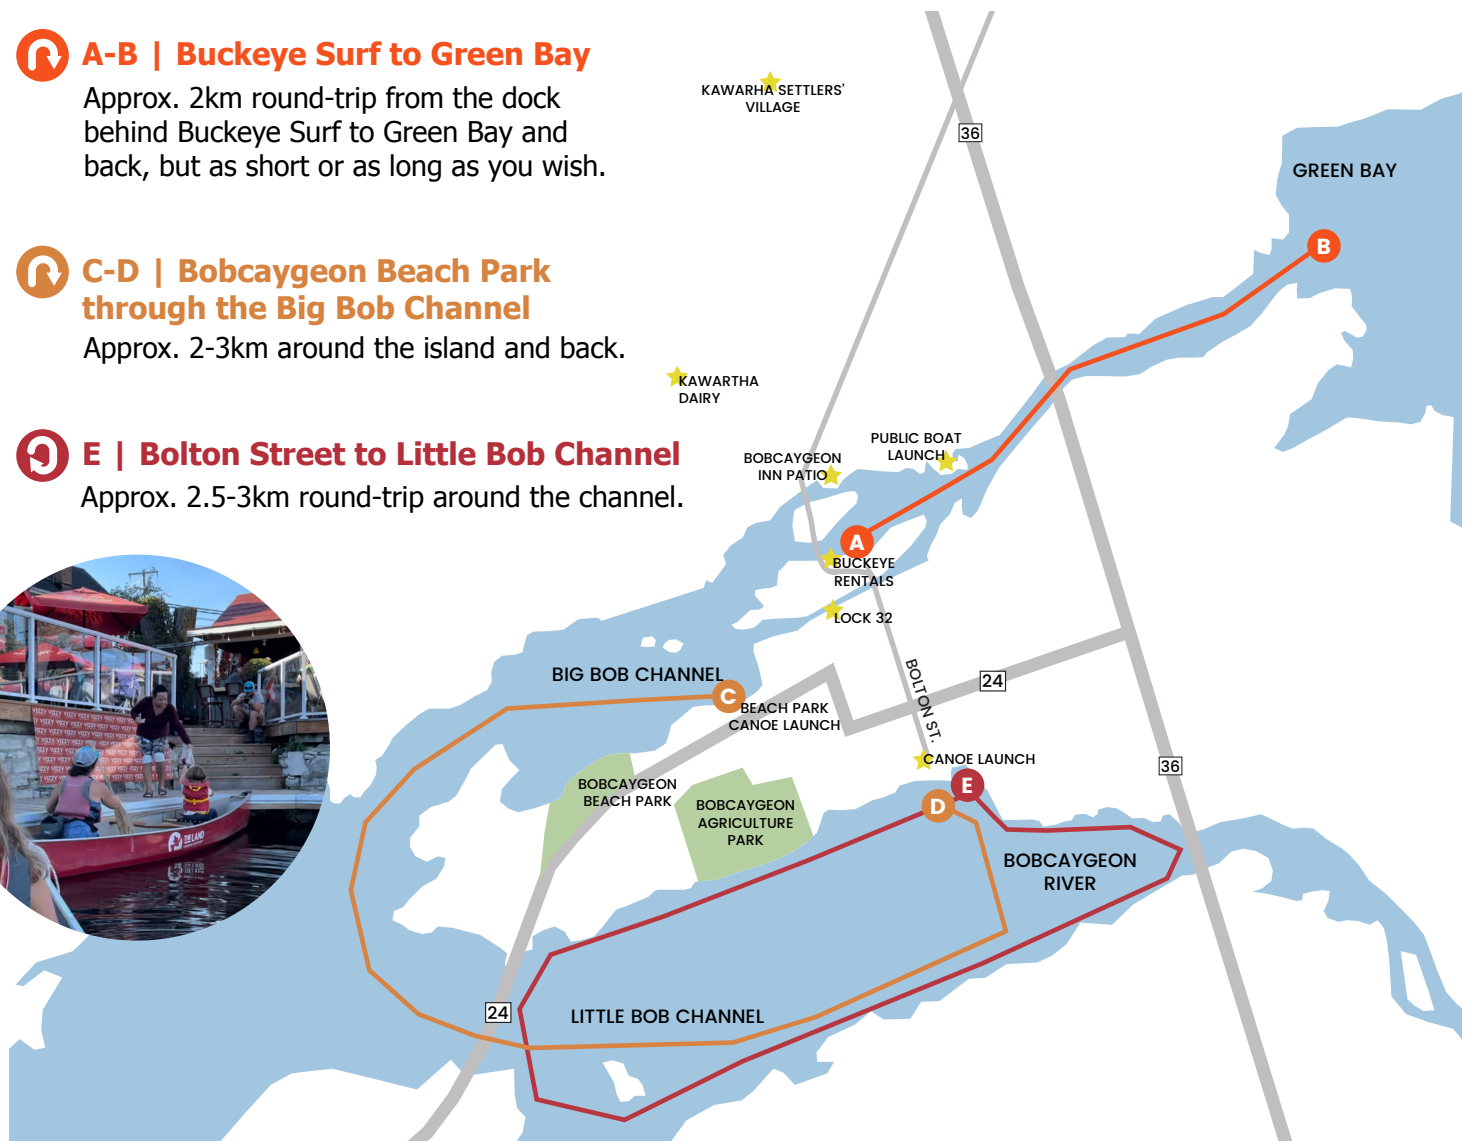 A-B | Buckeye Surf to Green Bay
Approx. 2km round-trip from the dock
behind Buckeye Surf to Green Bay and
back, but as short or as long as you wish.
C-D | Bobcaygeon Beach Park
through the Big Bob Channel
Approx. 2-3km around the island and back.
E | Bolton Street to Little Bob Channel
Approx. 2.5-3km round-trip around the channel.
KAWARHA SETTLERS'
VILLAGE
36
GREEN BAY
B
KAWARTHA
DAIRY
PUBLIC BOAT
LAUNCH
BOBCAYGEON
INN PATIO
A
BUCKEYE
RENTALS
LOCK 32
BIG BOB CHANNEL
C
BEACH PARK
CANOE LAUNCH
BOLTON ST.
24
CANOE LAUNCH
36
E
D
BOBCAYGEON
BEACH PARK
BOBCAYGEON
AGRICULTURE
PARK
BOBCAYGEON
RIVER
24
LITTLE BOB CHANNEL
THE LAND